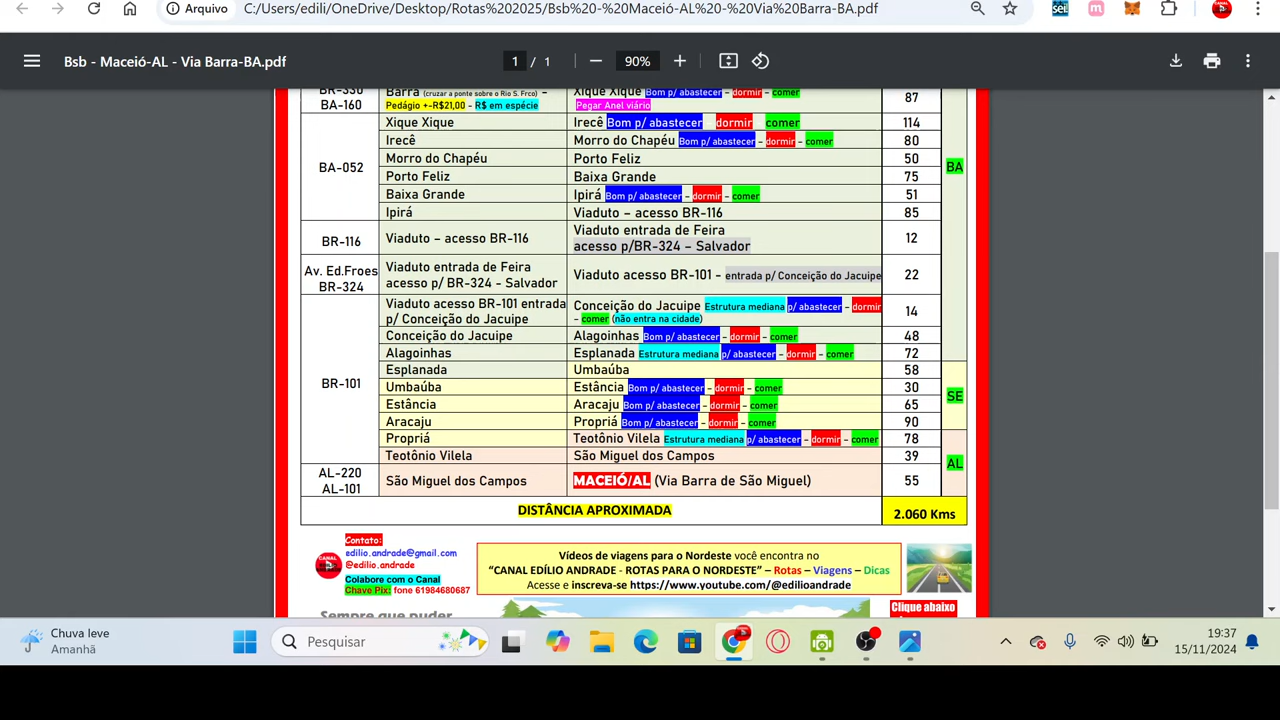 Arquivo C:/Users/edili/OneDrive/Desktop/Rotas%202025/Bsb%20-%20Maceió-AL%20-%20Via%20Barra-BA.pdf
sei m
Bsb - Maceió-AL - Via Barra-BA.pdf 1 / 1 90%
BR-330 Barra (cruzar a ponte sobre o Rio S. Frco) – Xique Xique Bom p/ abastecer – dormir – comer 87
BA-160 Pedágio +-R$21,00 – R$ em espécie Pegar Anel viário
BA-052 Xique Xique Irecê Bom p/ abastecer dormir comer 114
Irecê Morro do Chapéu Bom p/ abastecer – dormir – comer 80
Morro do Chapéu Porto Feliz 50
Porto Feliz Baixa Grande 75
Baixa Grande Ipirá Bom p/ abastecer – dormir – comer 51
Ipirá Viaduto – acesso BR-116 85
BA
BR-116 Viaduto – acesso BR-116 Viaduto entrada de Feira 12
acesso p/BR-324 – Salvador
Av. Ed.Froes Viaduto entrada de Feira Viaduto acesso BR-101 - entrada p/ Conceição do Jacuipe 22
BR-324 acesso p/ BR-324 - Salvador
BR-101 Viaduto acesso BR-101 entrada Conceição do Jacuipe Estrutura mediana p/ abastecer – dormir 14
p/ Conceição do Jacuipe – comer (não entra na cidade)
Conceição do Jacuipe Alagoinhas Bom p/ abastecer – dormir – comer 48
Alagoinhas Esplanada Estrutura mediana p/ abastecer – dormir – comer 72
Esplanada Umbaúba 58
Umbaúba Estância Bom p/ abastecer – dormir – comer 30
SE
Estância Aracaju Bom p/ abastecer – dormir – comer 65
Aracaju Propriá Bom p/ abastecer – dormir – comer 90
Propriá Teotônio Vilela Estrutura mediana p/ abastecer – dormir – comer 78
Teotônio Vilela São Miguel dos Campos 39
AL
AL-220 São Miguel dos Campos MACEIÓ/AL (Via Barra de São Miguel) 55
AL-101
DISTÂNCIA APROXIMADA 2.060 Kms
Contato:
edilio.andrade@gmail.com
@edilio.andrade
Colabore com o Canal
Chave Pix: fone 61984680687
Vídeos de viagens para o Nordeste você encontra no
“CANAL EDÍLIO ANDRADE - ROTAS PARA O NORDESTE” – Rotas – Viagens – Dicas
Acesse e inscreva-se https://www.youtube.com/@edilioandrade
Sempre que puder
Clique abaixo
Chuva leve
Amanhã
Pesquisar
19:37
15/11/2024